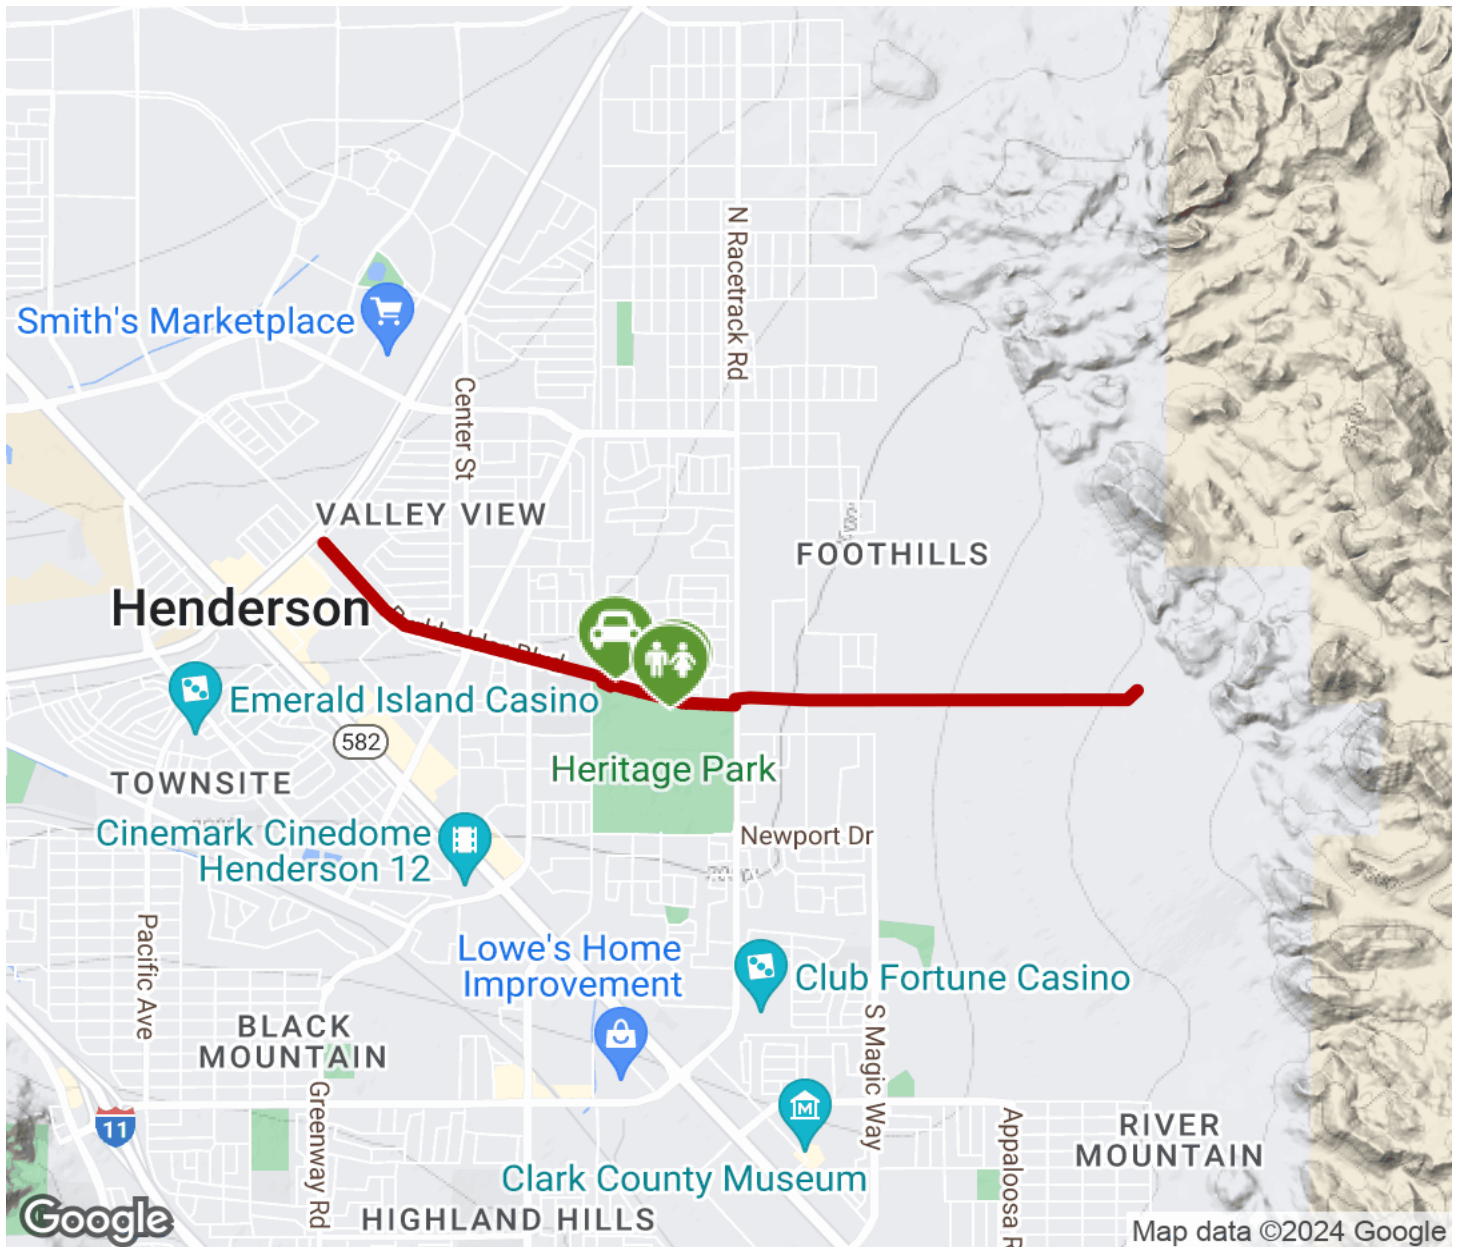 N Racetrack Rd
Smith's Marketplace
Center St
VALLEY VIEW
FOOTHILLS
Henderson
Emerald Island Casino
582
Heritage Park
TOWNSITE
Cinemark Cinedome
Henderson 12
Newport Dr
Pacific Ave
Lowe's Home
Improvement
Club Fortune Casino
BLACK
MOUNTAIN
S Magic Way
Greenway Rd
11
M
RIVER
MOUNTAIN
Appaloosa R
Clark County Museum
HIGHLAND HILLS
Google
Map data ©2024 Google